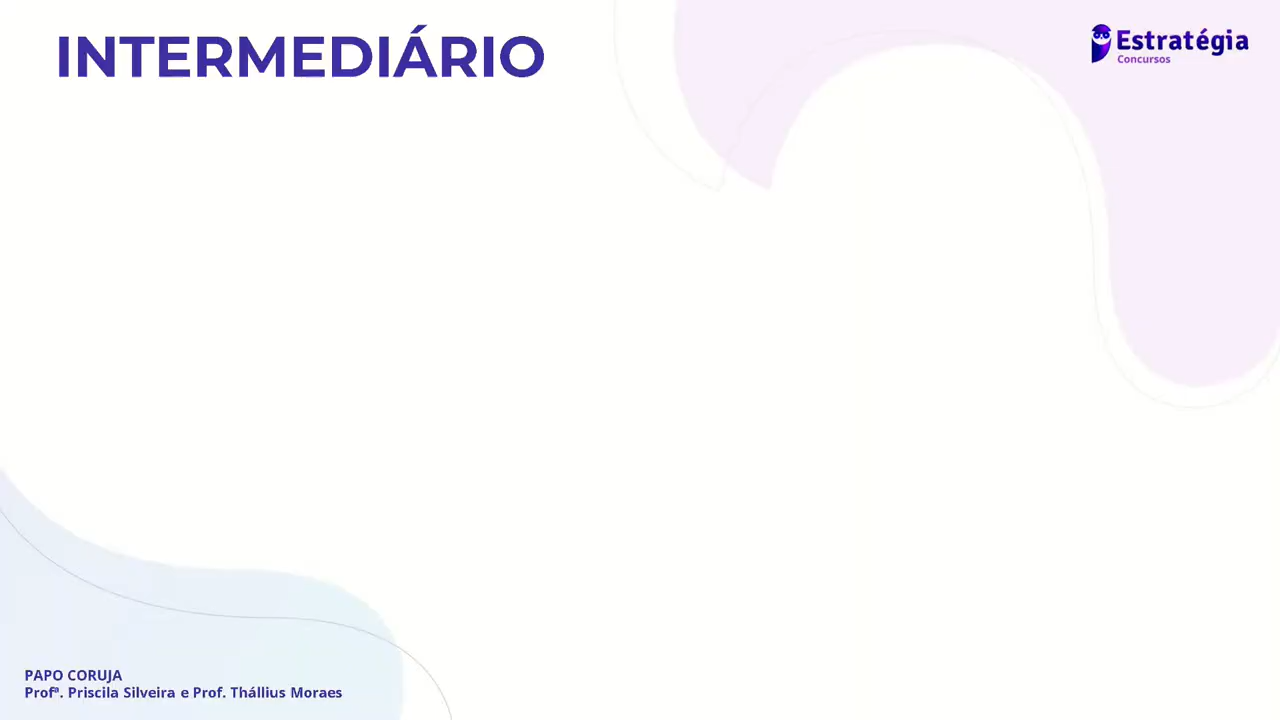 INTERMEDIÁRIO
Estratégia
Concursos
PAPO CORUJA
Profª. Priscila Silveira e Prof. Thállius Moraes